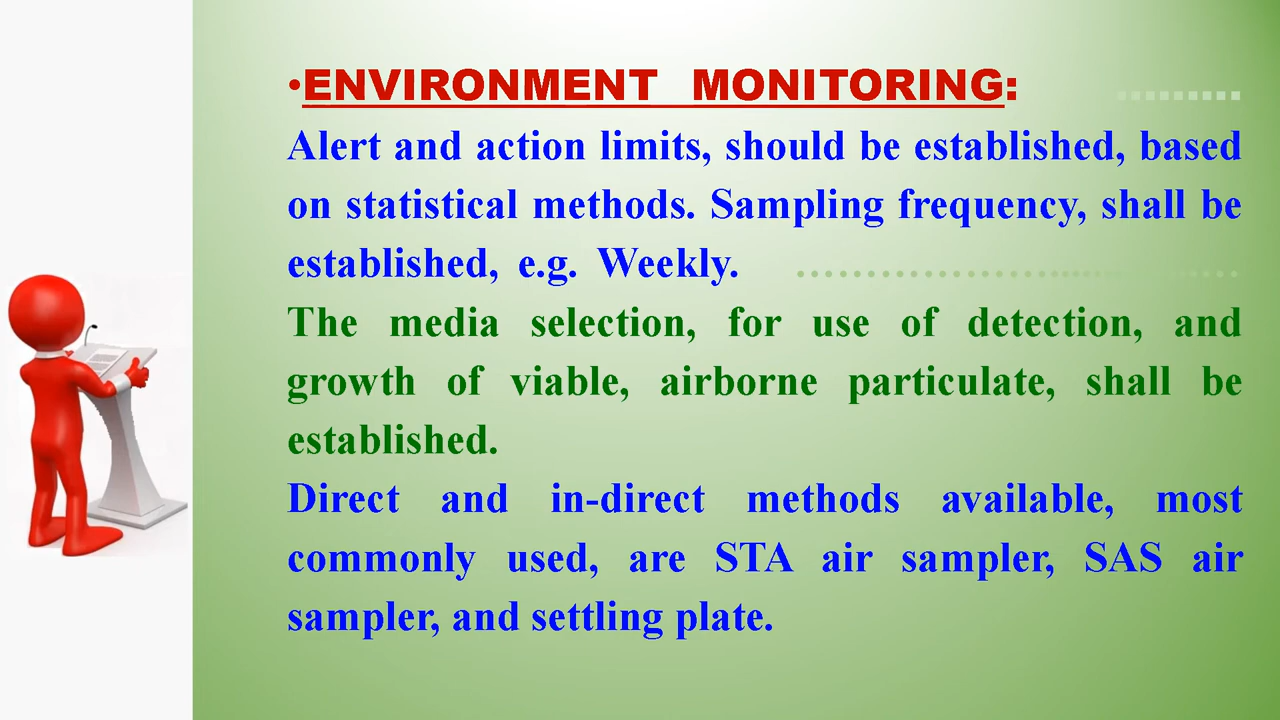 •ENVIRONMENT MONITORING:
Alert and action limits, should be established, based
on statistical methods. Sampling frequency, shall be
established, e.g. Weekly.
The media selection, for use of detection, and
growth of viable, airborne particulate, shall be
established.
Direct and in-direct methods available, most
commonly used, are STA air sampler, SAS air
sampler, and settling plate.